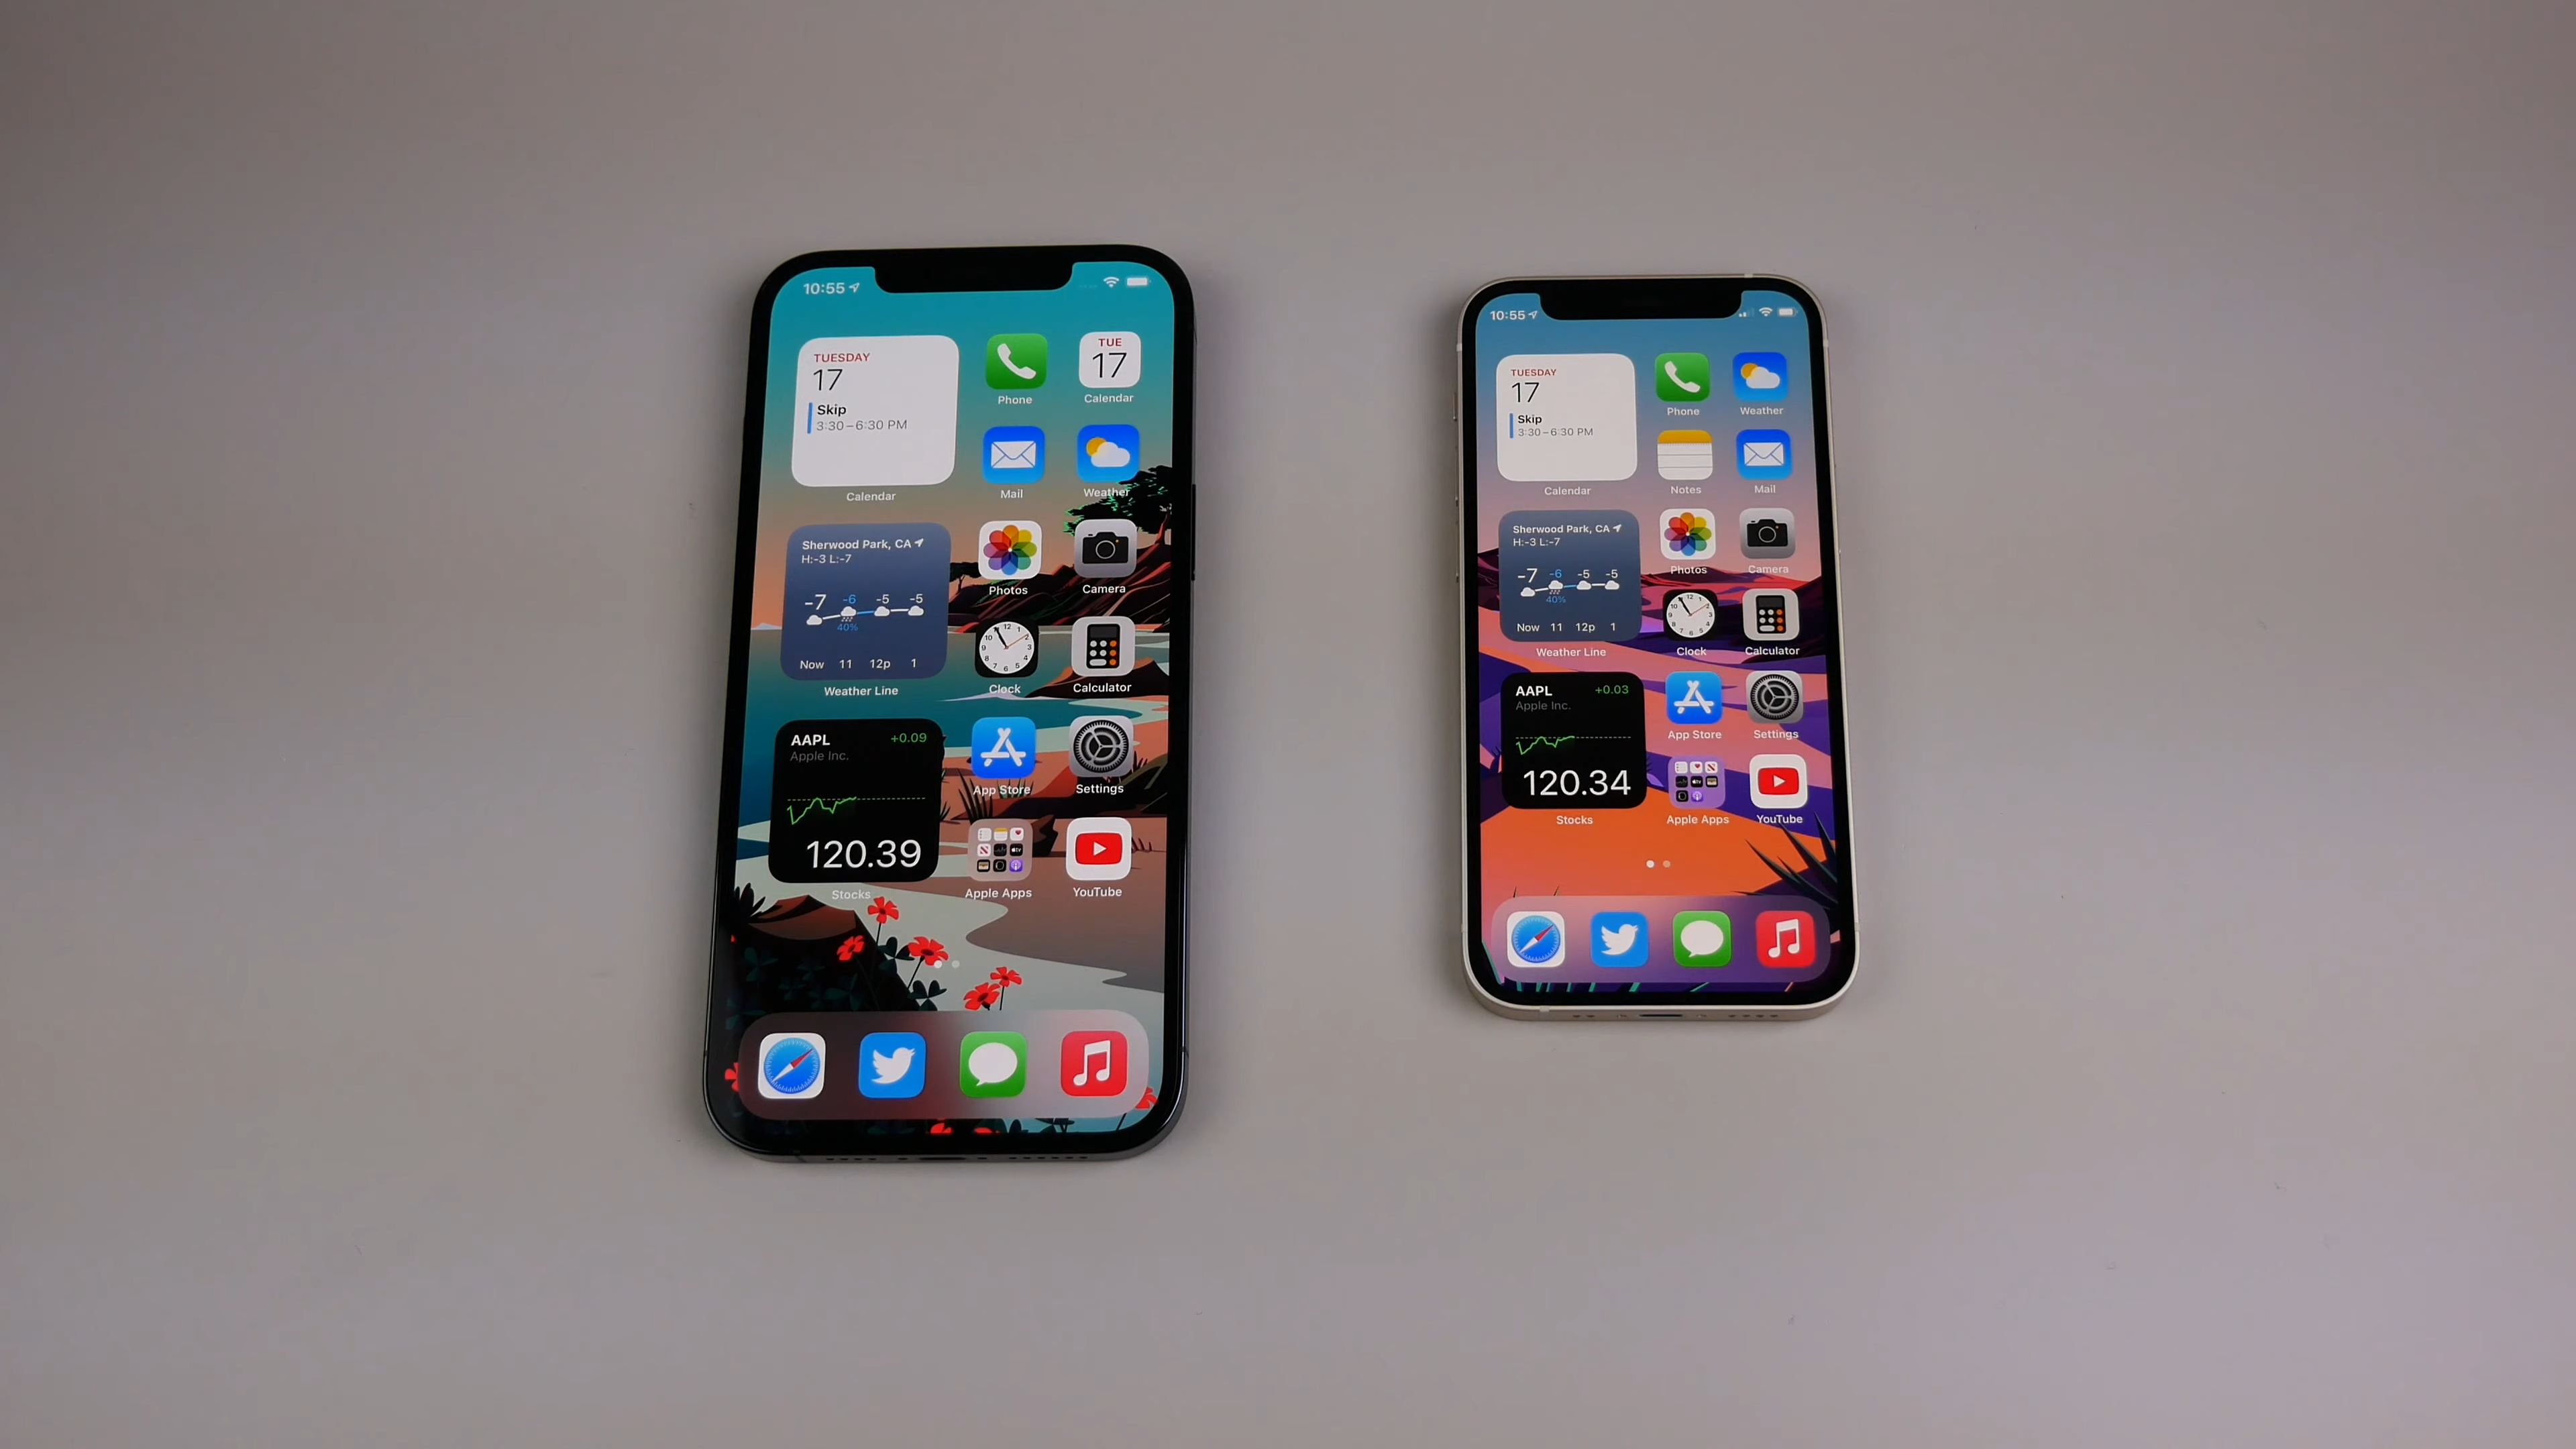 10:55
TUESDAY
17
Skip
3:30–6:30 PM
Calendar
Phone
TUE
17
Calendar
Mail
Weather
Sherwood Park, CA
H:-3 L:-7
-7 -6 -5 -5
40%
Now 11 12p 1
Weather Line
Photos
Camera
Clock
Calculator
AAPL +0.09
Apple Inc.
120.39
Stocks
App Store
Settings
Apple Apps
YouTube
10:55
TUESDAY
17
Skip
3:30–6:30 PM
Calendar
Phone
Weather
Notes
Mail
Sherwood Park, CA
H:-3 L:-7
-7 -6 -5 -5
40%
Now 11 12p 1
Weather Line
Photos
Camera
Clock
Calculator
AAPL +0.03
Apple Inc.
120.34
Stocks
App Store
Settings
Apple Apps
YouTube